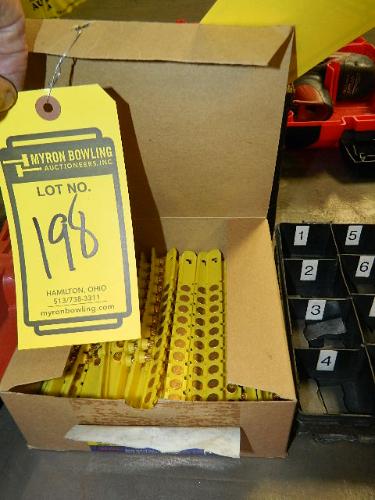 MYRON BOWLING
AUCTIONEERS, INC.
LOT NO.
198
HAMILTON, OHIO
513/738-3311
myronbowling.com
1
5
2
6
3
7
4